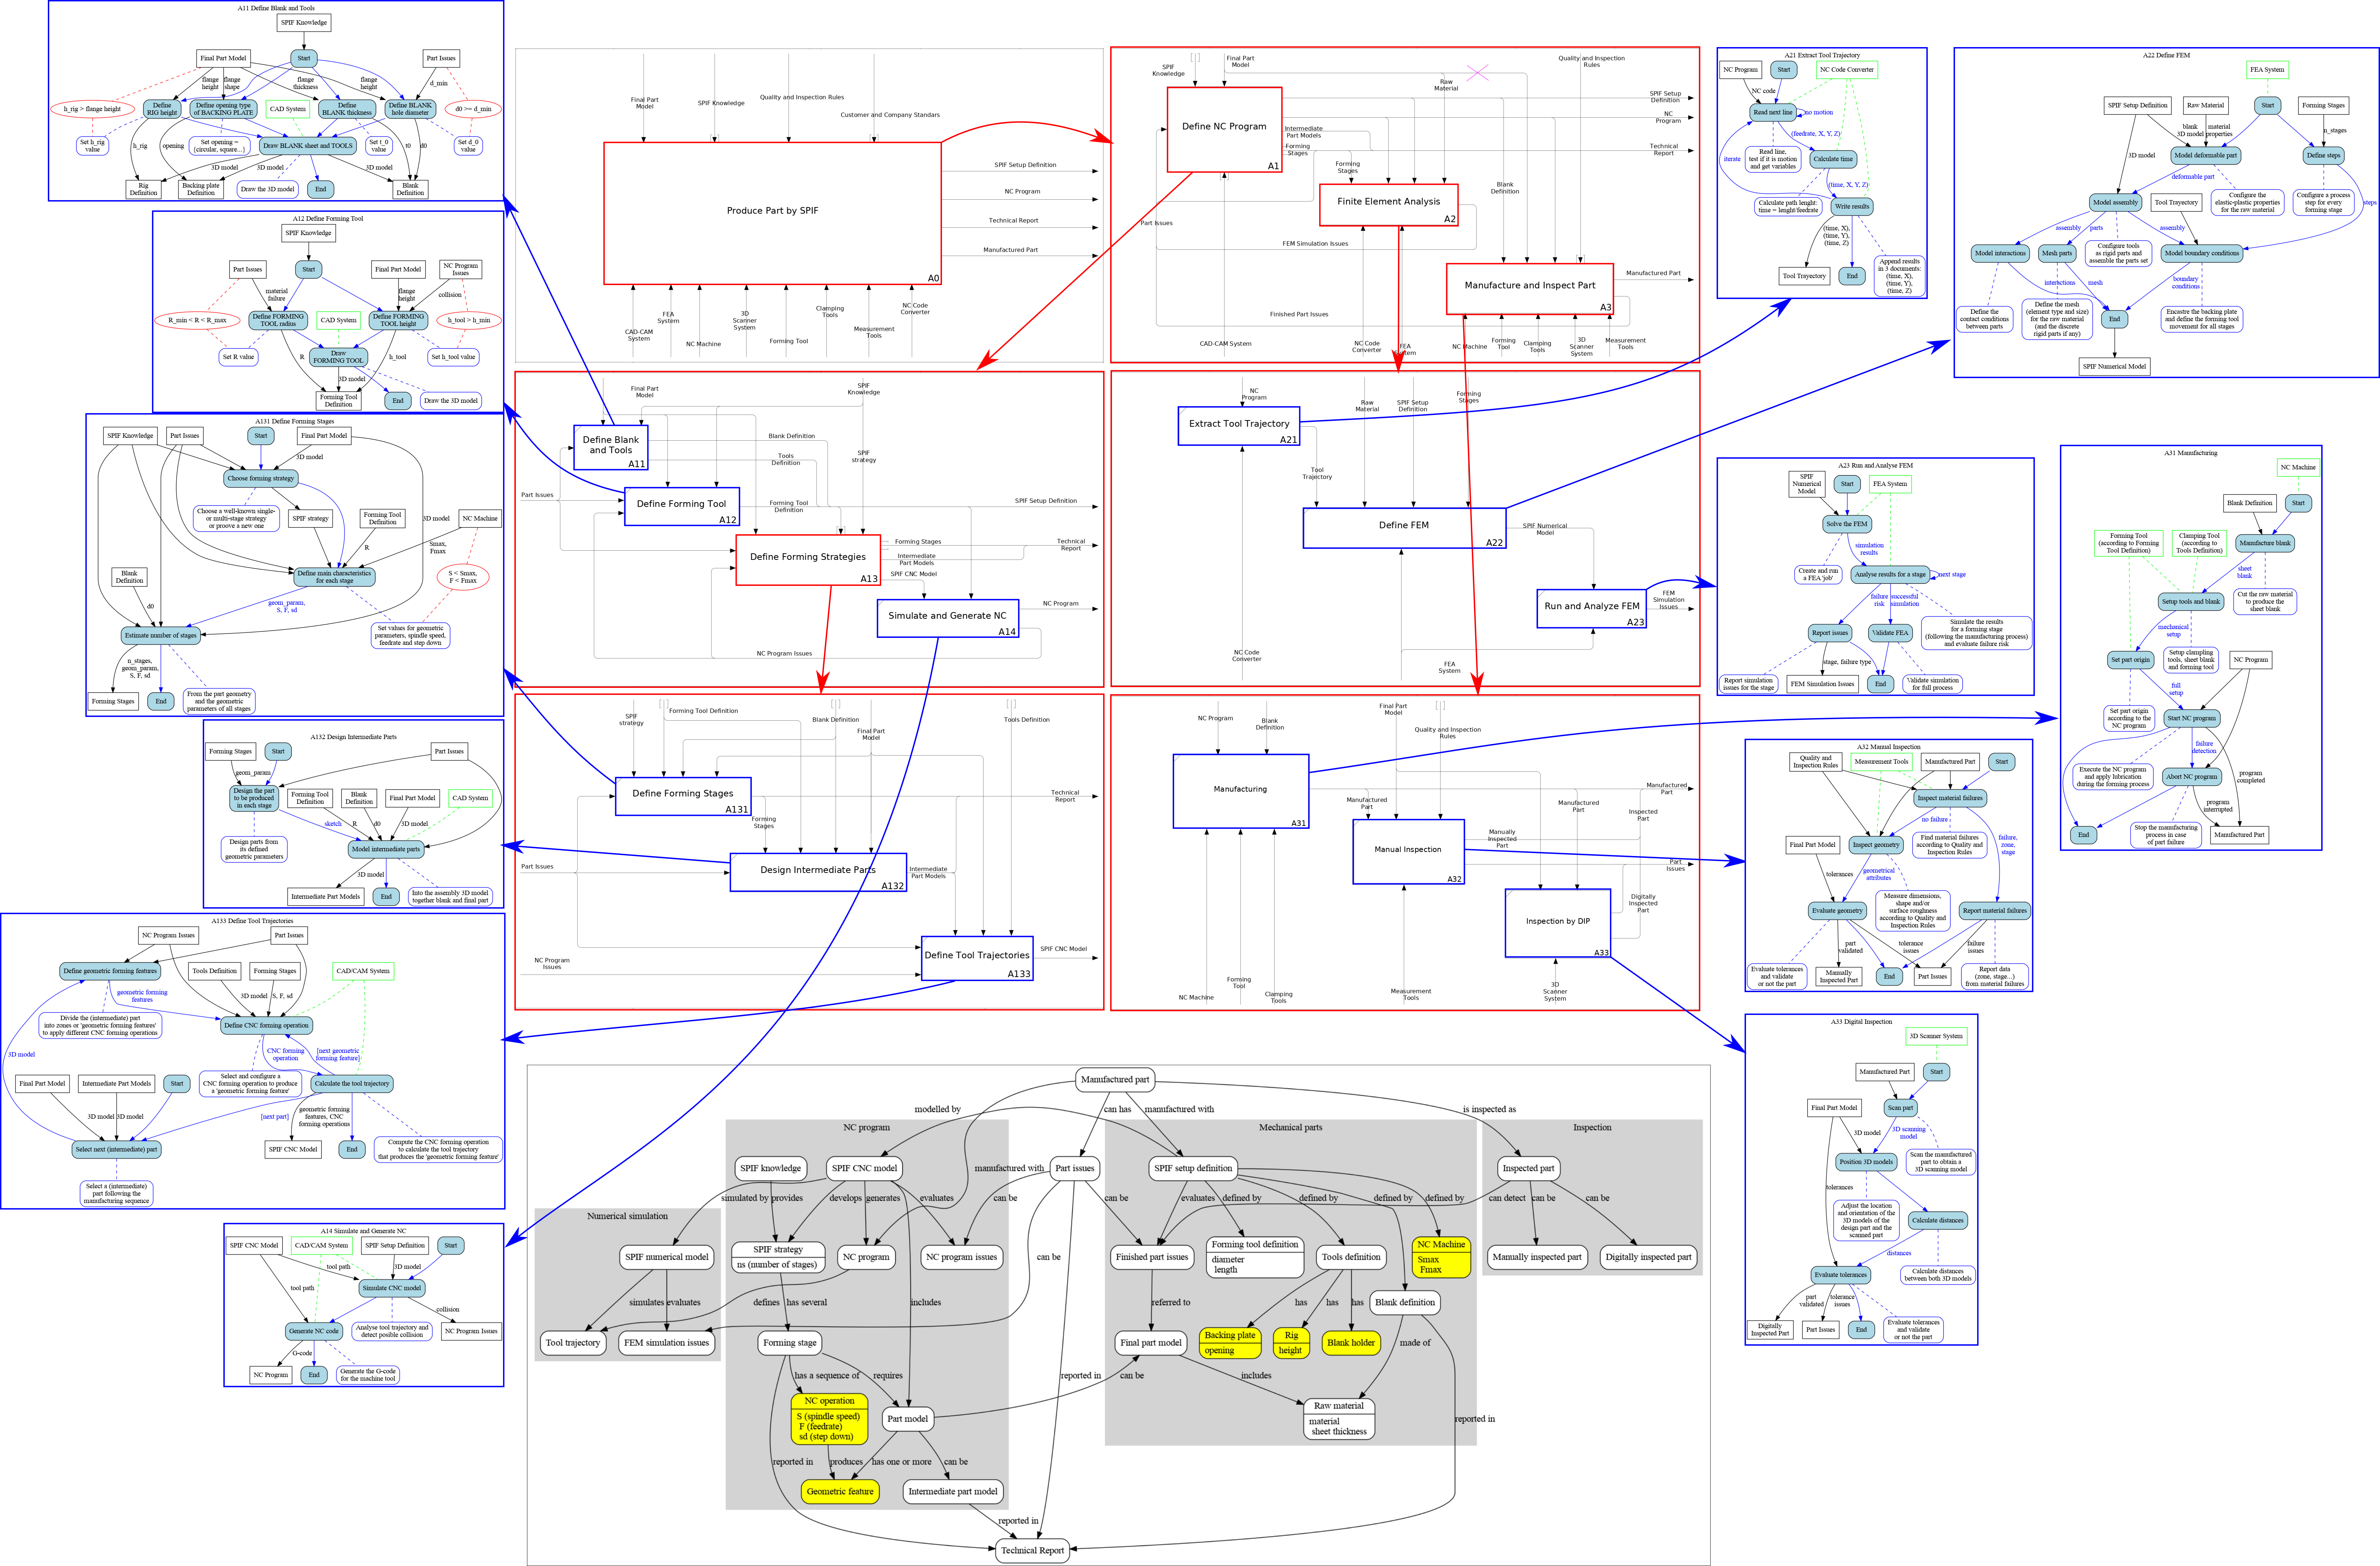 A11 Define Blank and Tools
SPIF Knowledge
Final Part Model
Start
Part Issues
flange
height
flange
shape
flange
thickness
flange
height
d_min
h_rig > flange height
Define
RIG height
Define opening type
of BACKING PLATE
CAD System
Define
BLANK thickness
Define BLANK
hole diameter
d0 >= d_min
Set h_rig
value
h_rig
opening
Set opening =
{circular, square...}
Draw BLANK sheet and TOOLS
Set t_0
value
t0
d0
Set d_0
value
3D model
3D model
3D model
Rig
Definition
Backing plate
Definition
Draw the 3D model
End
Blank
Definition
A12 Define Forming Tool
SPIF Knowledge
Part Issues
Start
Final Part Model
NC Program
Issues
material
failure
flange
height
collision
R_min < R < R_max
Define FORMING
TOOL radius
CAD System
Define FORMING
TOOL height
h_tool > h_min
Set R value
R
Draw
FORMING TOOL
h_tool
Set h_tool value
3D model
Forming Tool
Definition
End
Draw the 3D model
A131 Define Forming Stages
SPIF Knowledge
Part Issues
Start
Final Part Model
3D model
Choose forming strategy
Choose a well-known single-
or multi-stage strategy
or proove a new one
SPIF strategy
Forming Tool
Definition
3D model
NC Machine
R
Smax,
Fmax
Blank
Definition
Define main characteristics
for each stage
S < Smax,
F < Fmax
d0
geom_param,
S, F, sd
Estimate number of stages
Set values for geometric
parameters, spindle speed,
feedrate and step down
n_stages,
geom_param,
S, F, sd
Forming Stages
End
From the part geometry
and the geometric
parameters of all stages
A132 Design Intermediate Parts
Forming Stages
Start
Part Issues
geom_param
Design the part
to be produced
in each stage
Forming Tool
Definition
Blank
Definition
Final Part Model
CAD System
sketch
R
d0
3D model
Design parts from
its defined
geometric parameters
Model intermediate parts
3D model
Intermediate Part Models
End
Into the assembly 3D model
together blank and final part
A133 Define Tool Trajectories
NC Program Issues
Part Issues
Define geometric forming features
Tools Definition
Forming Stages
CAD/CAM System
geometric forming
features
3D model
S, F, sd
Divide the (intermediate) part
into zones or 'geometric forming features'
to apply different CNC forming operations
Define CNC forming operation
3D model
CNC forming
operation
[next geometric
forming feature]
Final Part Model
Intermediate Part Models
Start
Select and configure a
CNC forming operation to produce
a 'geometric forming feature'
Calculate the tool trajectory
3D model
3D model
[next part]
geometric forming
features, CNC
forming operations
Select next (intermediate) part
SPIF CNC Model
End
Compute the CNC forming operation
to calculate the tool trajectory
that produces the 'geometric forming feature'
Select a (intermediate)
part following the
manufacturing sequence
A14 Simulate and Generate NC
SPIF CNC Model
CAD/CAM System
SPIF Setup Definition
Start
tool path
3D model
tool path
Simulate CNC model
collision
Generate NC code
Analyse tool trajectory and
detect posible collision
NC Program Issues
G-code
NC Program
End
Generate the G-code
for the machine tool
Final Part
Model
SPIF Knowledge
Quality and Inspection Rules
Customer and Company Standars
Produce Part by SPIF
A0
SPIF Setup Definition
NC Program
Technical Report
Manufactured Part
CAD-CAM
System
FEA
System
NC Machine
3D
Scanner
System
Forming Tool
Clamping
Tools
Measurement
Tools
NC Code
Converter
SPIF
Knowledge
Final Part
Model
Raw
Material
Quality and Inspection
Rules
Define NC Program
A1
SPIF Setup
Definition
NC
Program
Technical
Report
Intermediate
Part Models
Forming
Stages
Forming
Stages
Blank
Definition
Finite Element Analysis
A2
Part Issues
FEM Simulation Issues
Manufacture and Inspect Part
A3
Manufactured Part
Finished Part Issues
CAD-CAM System
NC Code
Converter
FEA
System
NC Machine
Forming
Tool
Clamping
Tools
3D
Scanner
System
Measurement
Tools
Final Part
Model
SPIF
Knowledge
Define Blank
and Tools
A11
Blank Definition
Tools
Definition
SPIF
strategy
Part Issues
Define Forming Tool
A12
Forming Tool
Definition
SPIF Setup Definition
Define Forming Strategies
A13
Forming Stages
Intermediate
Part Models
Technical
Report
SPIF CNC Model
Simulate and Generate NC
A14
NC Program
NC Program Issues
NC
Program
Raw
Material
SPIF Setup
Definition
Forming
Stages
Extract Tool Trajectory
A21
Tool
Trajectory
Define FEM
A22
SPIF Numerical
Model
Run and Analyze FEM
A23
FEM
Simulation
Issues
NC Code
Converter
FEA
System
SPIF
strategy
Forming Tool Definition
Blank Definition
Final Part
Model
Tools Definition
Define Forming Stages
A131
Forming
Stages
Technical
Report
Part Issues
Design Intermediate Parts
A132
Intermediate
Part Models
Define Tool Trajectories
A133
SPIF CNC Model
NC Program
Issues
NC Program
Blank
Definition
Final Part
Model
Quality and Inspection
Rules
Manufacturing
A31
Manufactured
Part
Manufactured
Part
Inspected
Part
Manufactured
Part
Manual Inspection
A32
Manually
Inspected
Part
Part
Issues
Inspection by DIP
A33
Digitally
Inspected
Part
NC Machine
Forming
Tool
Clamping
Tools
Measurement
Tools
3D
Scanner
System
A21 Extract Tool Trajectory
NC Program
Start
NC Code Converter
NC code
Read next line
no motion
(feedrate, X, Y, Z)
iterate
Read line,
test if it is motion
and get variables
Calculate time
(time, X, Y, Z)
Calculate path lenght:
time = lenght/feedrate
Write results
(time, X),
(time, Y),
(time, Z)
Tool Trayectory
End
Append results
in 3 documents:
(time, X),
(time, Y),
(time, Z)
A22 Define FEM
FEA System
SPIF Setup Definition
Raw Material
Start
Forming Stages
blank
3D model
material
properties
n_stages
3D model
Model deformable part
Define steps
deformable part
Model assembly
Tool Trayectory
Configure the
elastic-plastic properties
for the raw material
Configure a process
step for every
forming stage
steps
assembly
parts
assembly
Model interactions
Mesh parts
Configure tools
as rigid parts and
assemble the parts set
Model boundary conditions
interactions
mesh
boundary
conditions
Define the
contact conditions
between parts
Define the mesh
(element type and size)
for the raw material
(and the discrete
rigid parts if any)
End
Encastre the backing plate
and define the forming tool
movement for all stages
SPIF Numerical Model
A23 Run and Analyse FEM
SPIF
Numerical
Model
Start
FEA System
Solve the FEM
simulation
results
Create and run
a FEA 'job'
Analyse results for a stage
next stage
failure
risk
successful
simulation
Report issues
Validate FEA
Simulate the results
for a forming stage
(following the manufacturing process)
and evaluate failure risk
stage, failure type
Report simulation
issues for the stage
FEM Simulation Issues
End
Validate simulation
for full process
A31 Manufacturing
NC Machine
Blank Definition
Start
Forming Tool
(according to Forming
Tool Definition)
Clamping Tool
(according to
Tools Definition)
Manufacture blank
sheet
blank
Setup tools and blank
Cut the raw material
to produce the
sheet blank
mechanical
setup
Set part origin
Setup clampling
tools, sheet blank
and forming tool
NC Program
full
setup
Set part origin
according to the
NC program
Start NC program
failure
detection
Execute the NC program
and apply lubrication
during the forming process
Abort NC program
program
completed
program
interrupted
End
Stop the manufacturing
process in case
of part failure
Manufactured Part
A32 Manual Inspection
Quality and
Inspection Rules
Measurement Tools
Manufactured Part
Start
Inspect material failures
no failure
failure,
zone,
stage
Final Part Model
Inspect geometry
Find material failures
according to Quality and
Inspection Rules
tolerances
geometrical
attributes
Evaluate geometry
Measure dimensions,
shape and/or
surface roughness
according to Quality and
Inspection Rules
Report material failures
part
validated
tolerance
issues
failure
issues
Evaluate tolerances
and validate
or not the part
Manually
Inspected Part
End
Part Issues
Report data
(zone, stage...)
from material failures
A33 Digital Inspection
3D Scanner System
Manufactured Part
Start
Final Part Model
Scan part
3D model
3D scanning
model
Position 3D models
Scan the manufactured
part to obtain a
3D scanning model
tolerances
Adjust the location
and orientation of the
3D models of the
design part and the
scanned part
Calculate distances
distances
Evaluate tolerances
Calculate distances
between both 3D models
part
validated
tolerance
issues
Digitally
Inspected Part
Part Issues
End
Evaluate tolerances
and validate
or not the part
Manufactured part
modelled by
can has
manufactured with
is inspected as
NC program
Mechanical parts
Inspection
SPIF knowledge
SPIF CNC model
manufactured with
Part issues
SPIF setup definition
Inspected part
simulated by
provides
develops
generates
evaluates
can be
can be
evaluates
defined by
defined by
defined by
defined by
can detect
can be
can be
Numerical simulation
SPIF numerical model
SPIF strategy
ns (number of stages)
NC program
NC program issues
can be
Finished part issues
Forming tool definition
diameter
length
Tools definition
NC Machine
Smax
Fmax
Manually inspected part
Digitally inspected part
simulates
evaluates
defines
has several
includes
referred to
has
has
has
Blank definition
Tool trajectory
FEM simulation issues
Forming stage
Final part model
Backing plate
opening
Rig
height
Blank holder
made of
has a sequence of
requires
reported in
can be
includes
NC operation
S (spindle speed)
F (feedrate)
sd (step down)
Part model
Raw material
material
sheet thickness
reported in
reported in
produces
has one or more
can be
Geometric feature
Intermediate part model
reported in
Technical Report